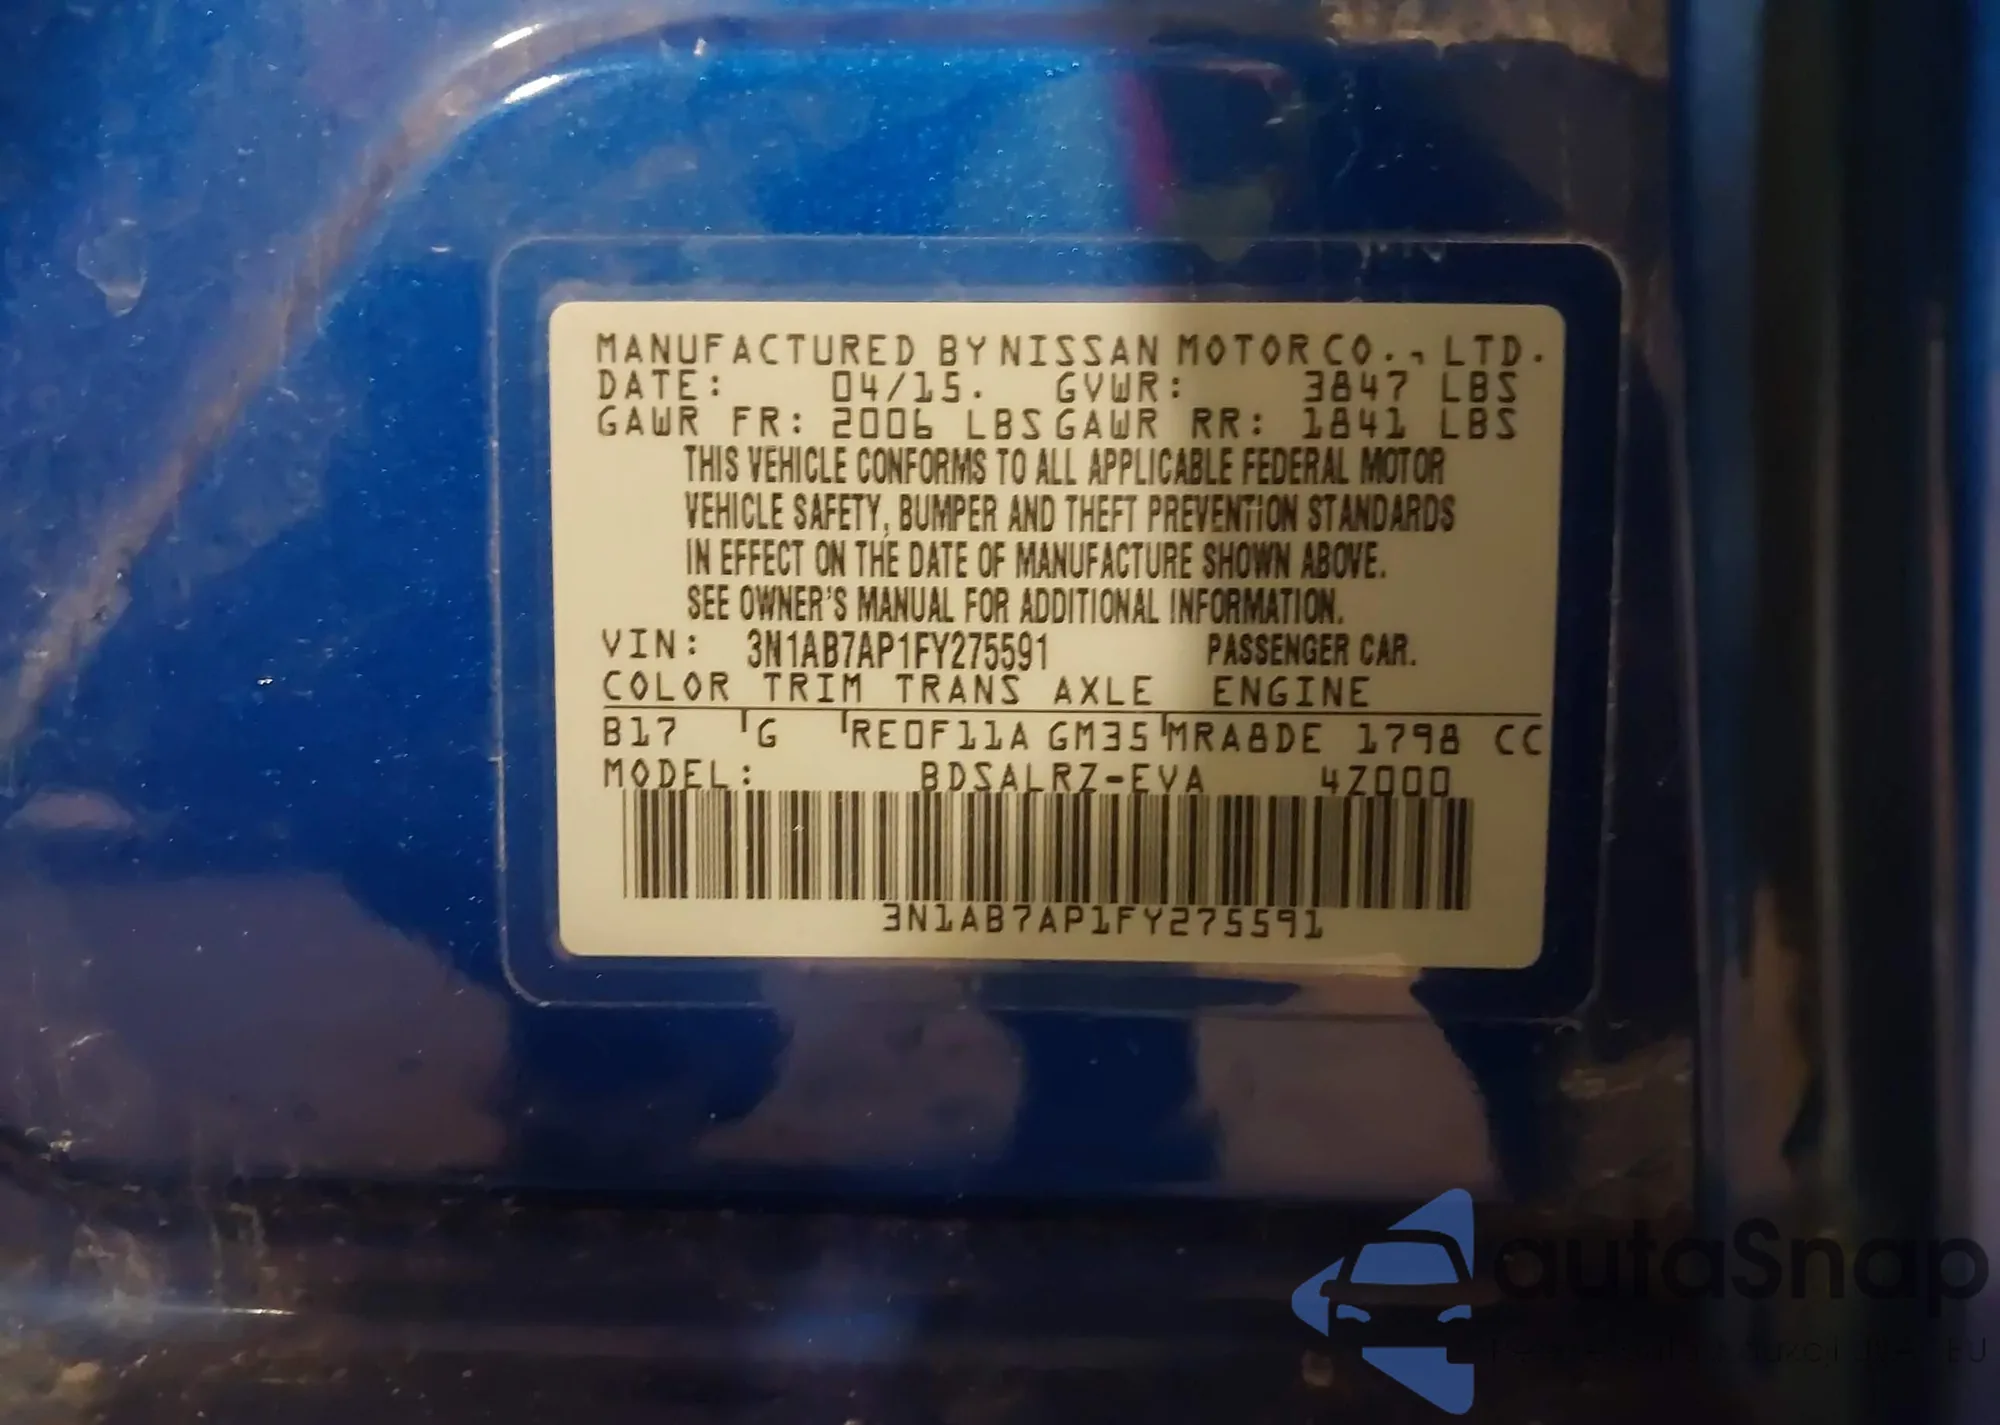 MANUFACTURED BY NISSAN MOTOR CO., LTD.
DATE: 04/15. GVWR: 3847 LBS
GAWR FR: 2006 LBS GAWR RR: 1841 LBS
THIS VEHICLE CONFORMS TO ALL APPLICABLE FEDERAL MOTOR
VEHICLE SAFETY, BUMPER AND THEFT PREVENTION STANDARDS
IN EFFECT ON THE DATE OF MANUFACTURE SHOWN ABOVE.
SEE OWNER'S MANUAL FOR ADDITIONAL INFORMATION.
VIN: 3N1AB7AP1FY275591 PASSENGER CAR.
COLOR TRIM TRANS AXLE ENGINE
B17 G RE0F11A GM35 MRA8DE 1798 CC
MODEL: BDSALRZ-EVA 4Z000
3N1AB7AP1FY275591
autaSnap
EU